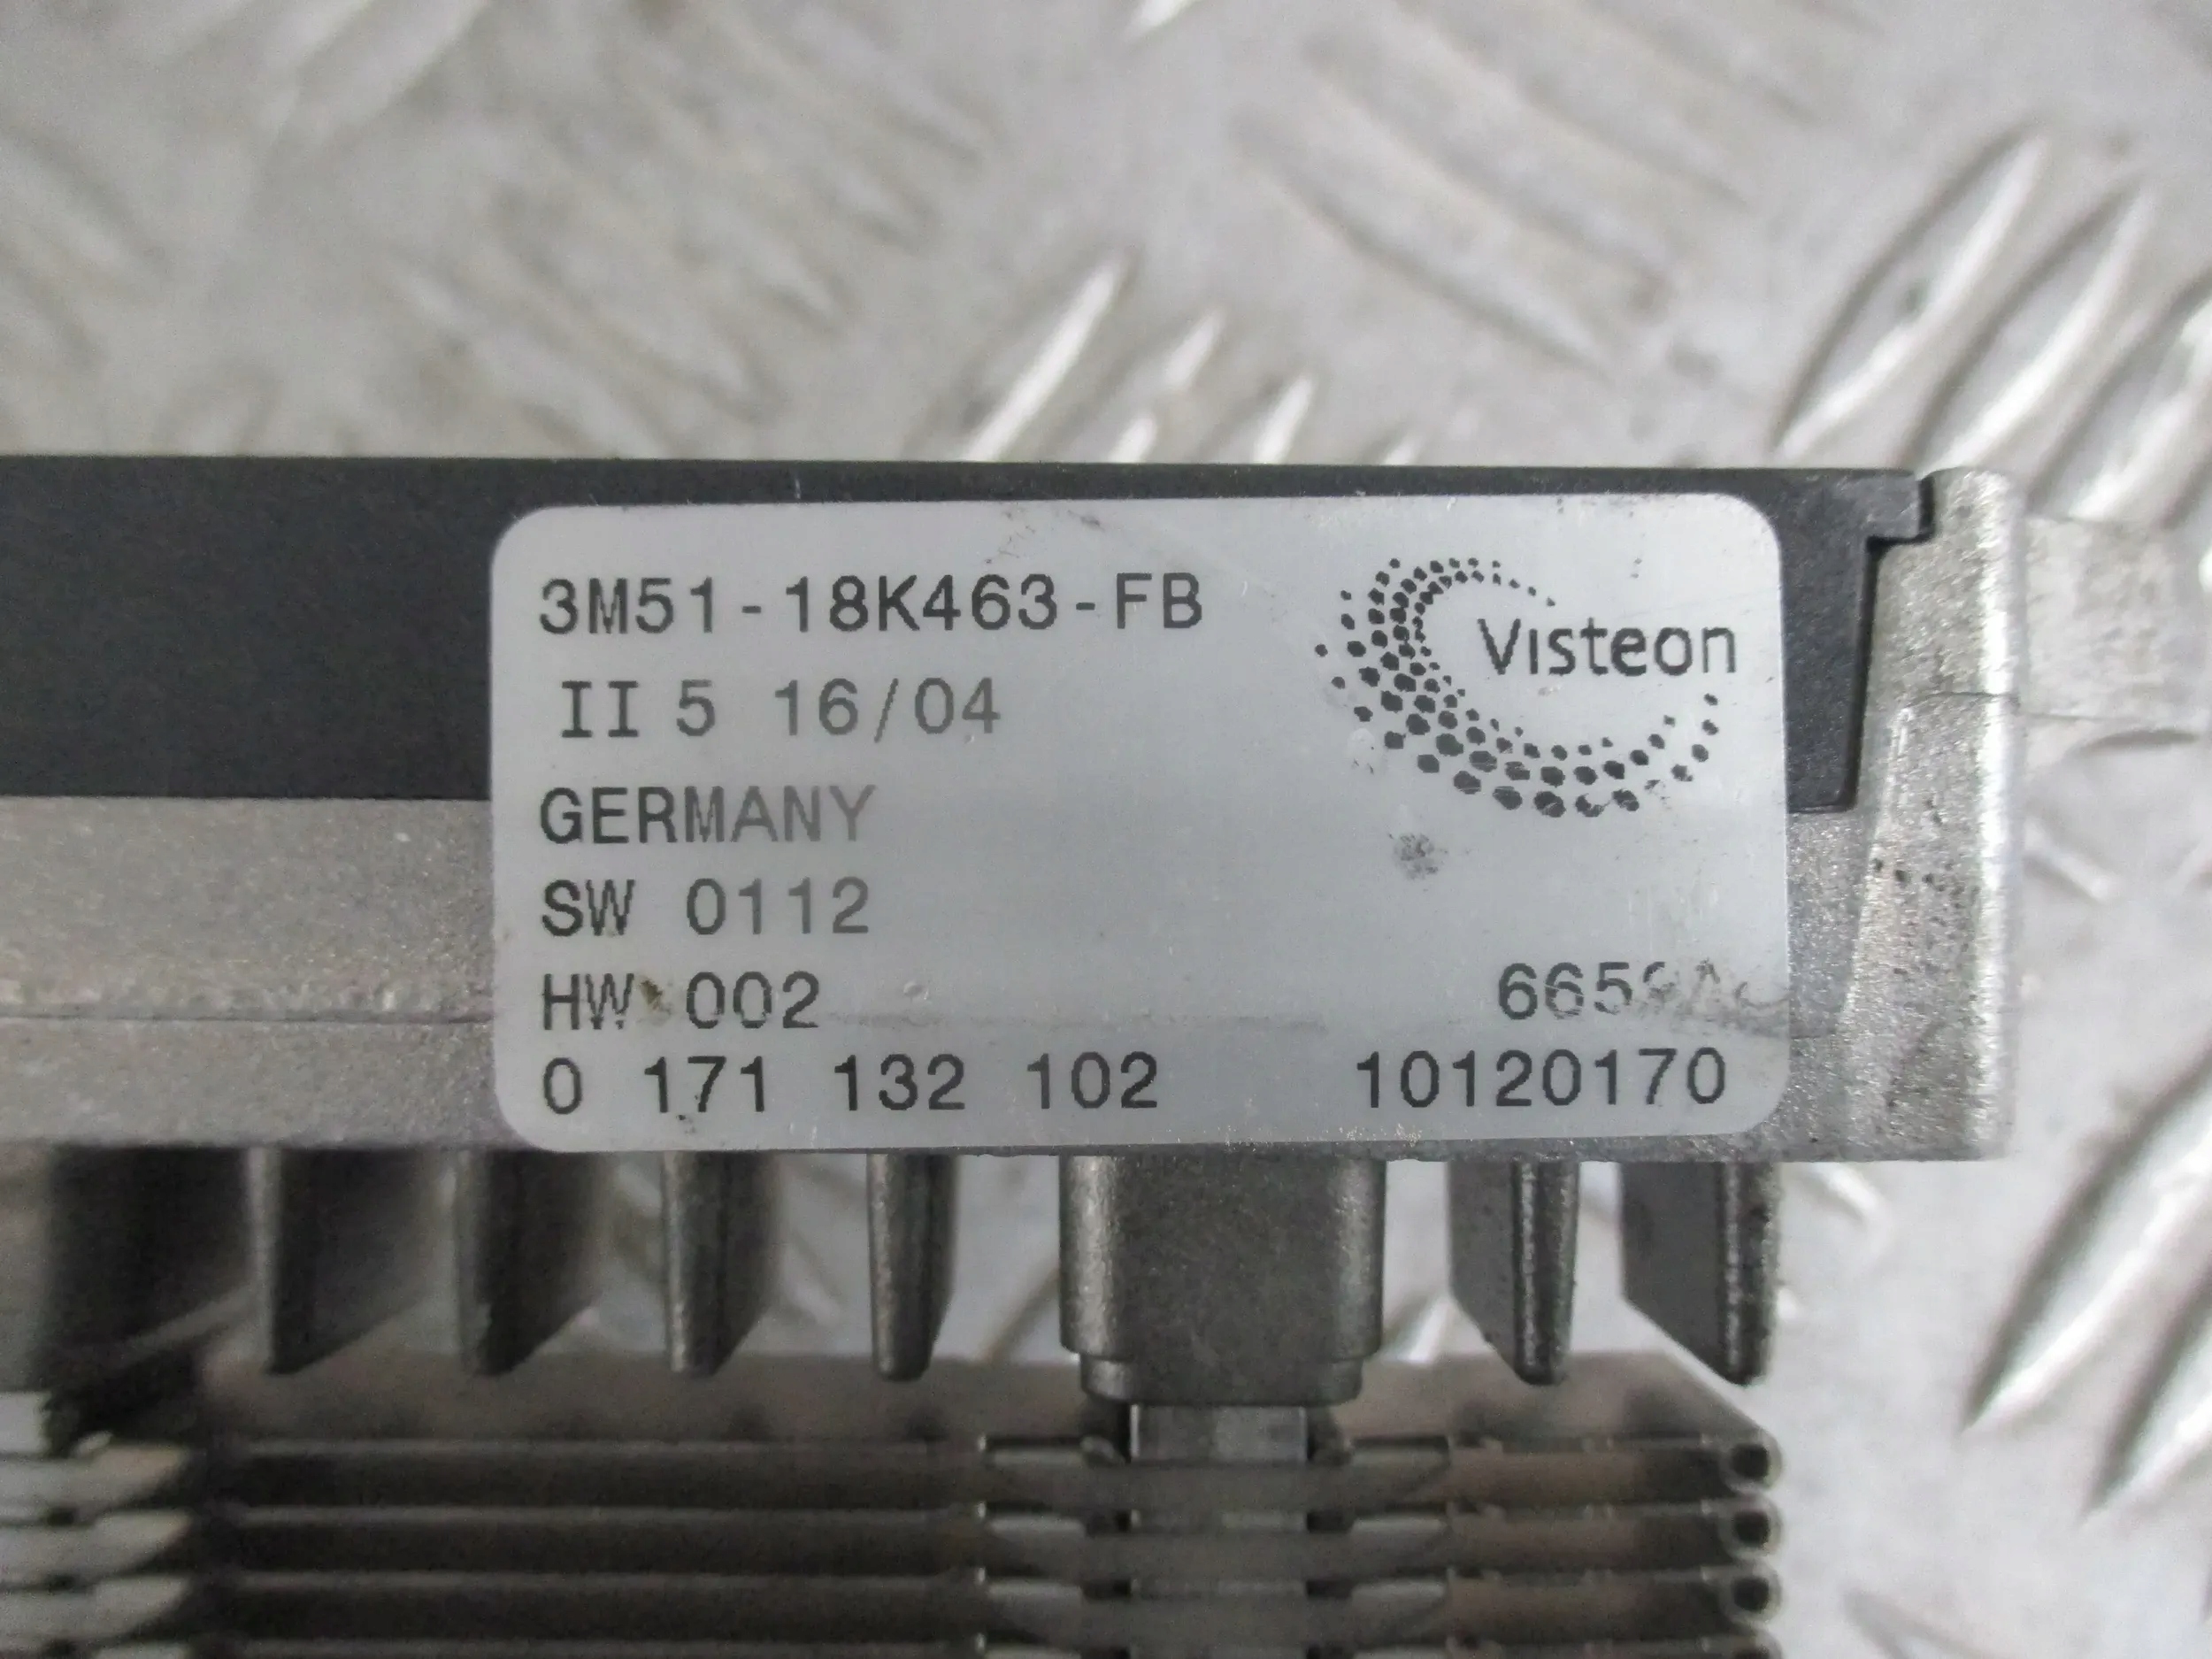 3M51-18K463-FB
Visteon
II 5 16/04
GERMANY
SW 0112
HW 002
0 171 132 102 10120170